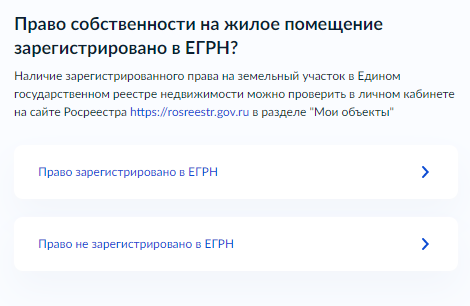 Право собственности на жилое помещение
зарегистрировано в ЕГРН?
Наличие зарегистрированного права на земельный участок в Едином
государственном реестре недвижимости можно проверить в личном кабинете
на сайте Росреестра https://rosreestr.gov.ru в разделе "Мои объекты"
Право зарегистрировано в ЕГРН
Право не зарегистрировано в ЕГРН